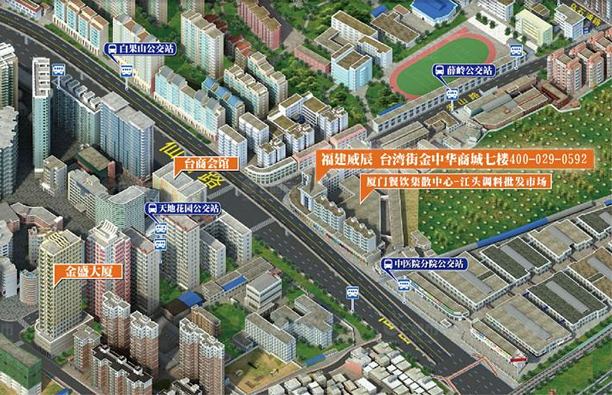 白果山公交站
薛岭公交站
仙
路
台商会馆
福建威辰 台湾街金中华商城七楼400-029-0592
厦门餐饮集散中心-江头调料批发市场
天地花园公交站
中医院分院公交站
金盛大厦